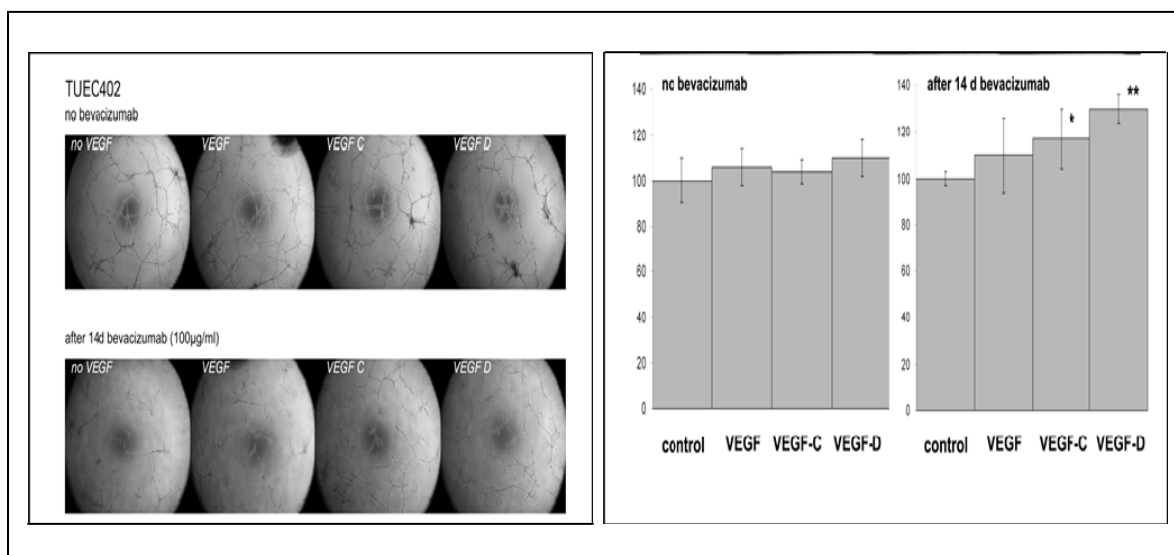 TUEC402
no bevacizumab
no VEGF VEGF VEGF C VEGF D
after 14d bevacizumab (100µg/ml)
no VEGF VEGF VEGF C VEGF D
no bevacizumab
140
120
100
80
60
40
20
0
control VEGF VEGF-C VEGF-D
after 14 d bevacizumab
140
120
100
80
60
40
20
0
* **
control VEGF VEGF-C VEGF-D